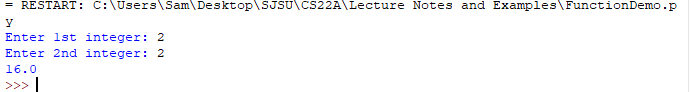 = RESTART: C:\Users\Sam\Desktop\SJSU\CS22A\Lecture Notes and Examples\FunctionDemo.p
y
Enter 1st integer: 2
Enter 2nd integer: 2
16.0
>>>